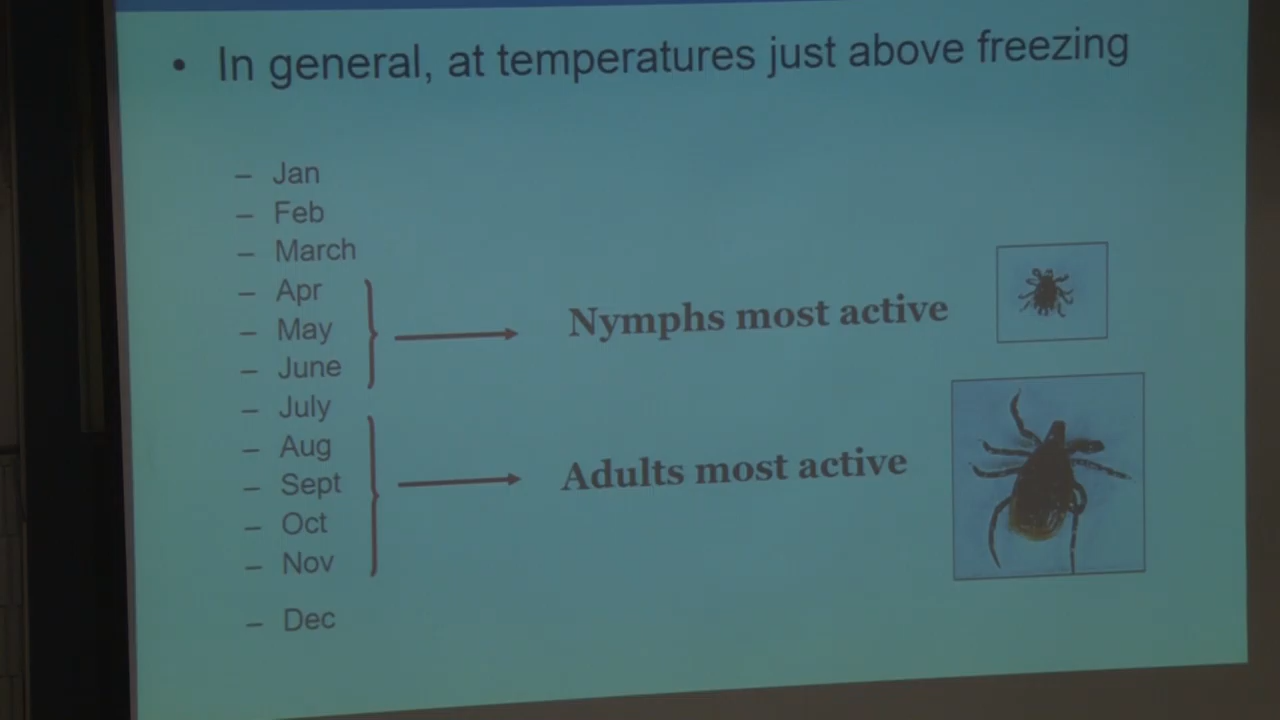 • In general, at temperatures just above freezing
– Jan
– Feb
– March
– Apr
– May
– June
– July
– Aug
– Sept
– Oct
– Nov
– Dec
Nymphs most active
Adults most active